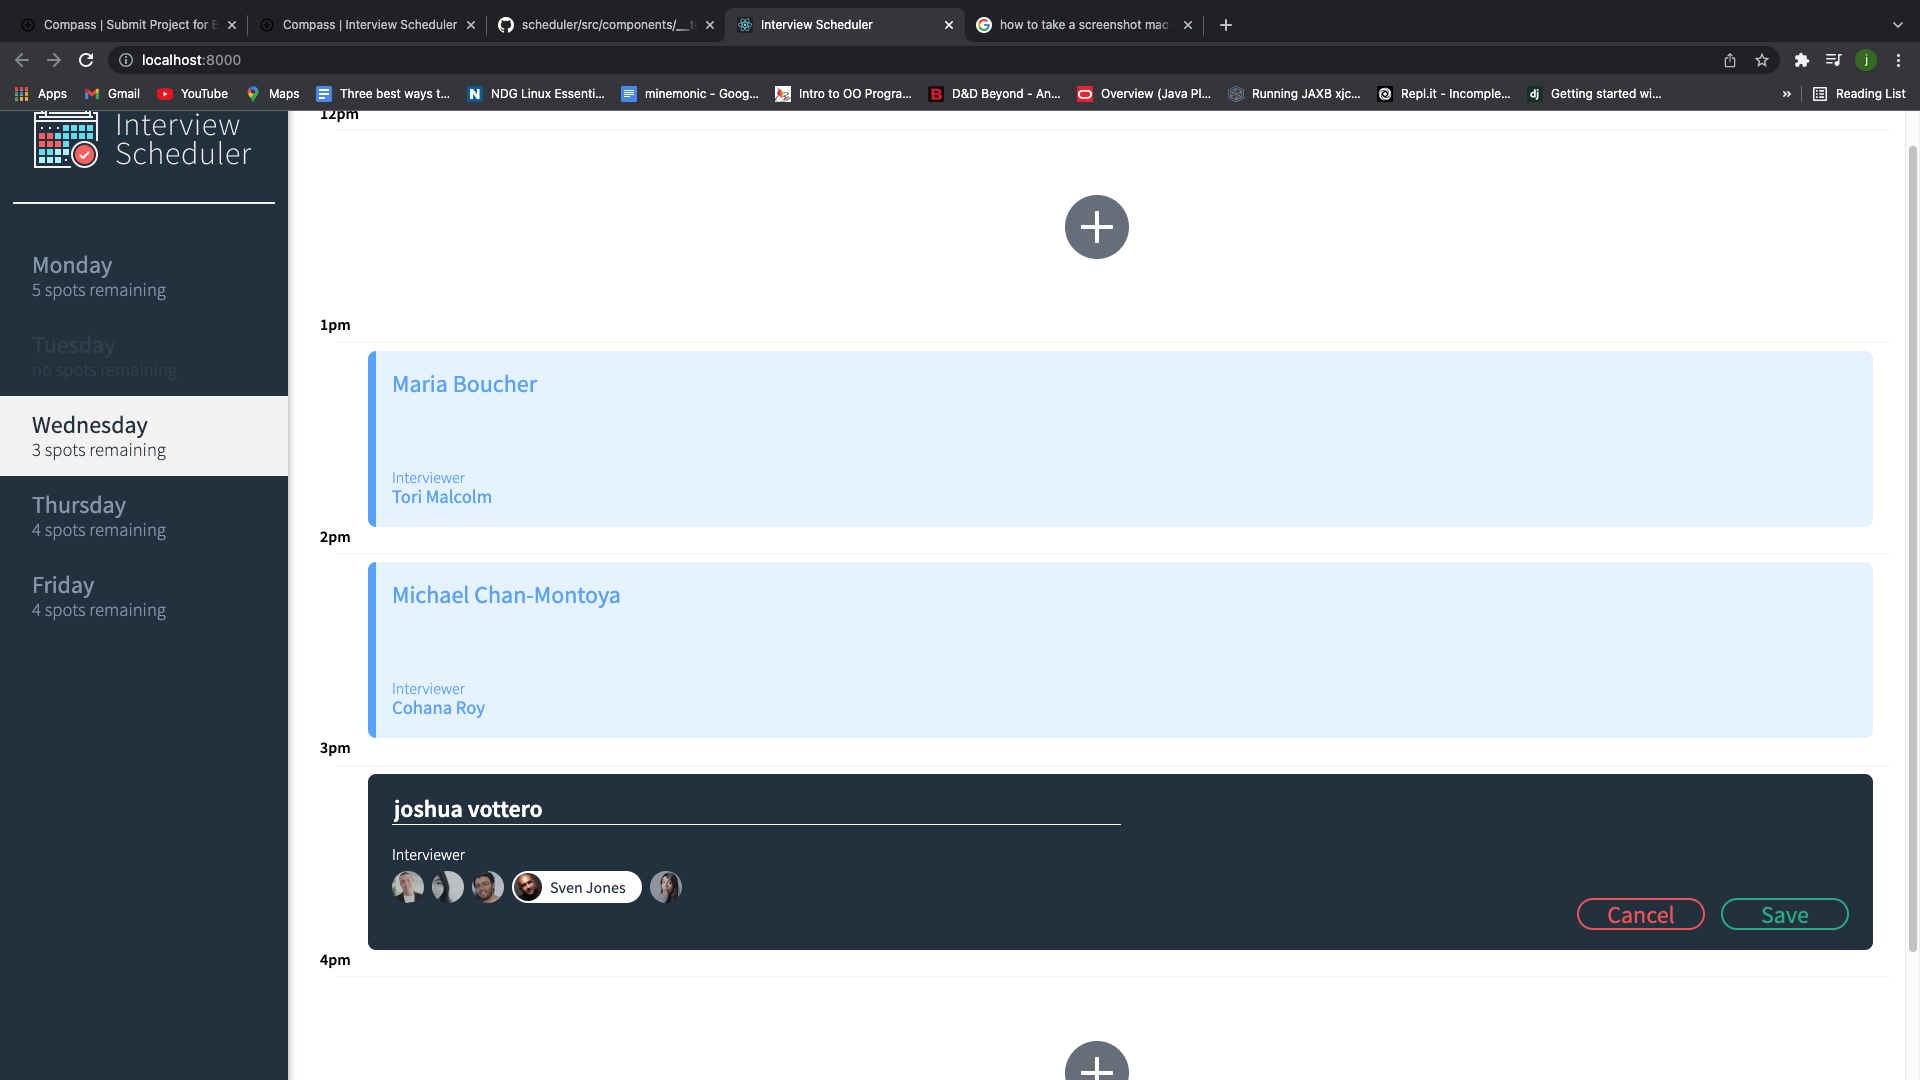 Compass | Submit Project for E
Compass | Interview Scheduler
scheduler/src/components/__t
Interview Scheduler
how to take a screenshot mac
localhost:8000
j
Apps
Gmail
YouTube
Maps
Three best ways t...
NDG Linux Essenti...
minemonic - Goog...
Intro to OO Progra...
D&D Beyond - An...
Overview (Java Pl...
Running JAXB xjc...
Repl.it - Incomple...
Getting started wi...
»
Reading List
Interview
Scheduler
Monday
5 spots remaining
Tuesday
no spots remaining
Wednesday
3 spots remaining
Thursday
4 spots remaining
Friday
4 spots remaining
12pm
1pm
Maria Boucher
Interviewer
Tori Malcolm
2pm
Michael Chan-Montoya
Interviewer
Cohana Roy
3pm
joshua vottero
Interviewer
Sven Jones
Cancel
Save
4pm